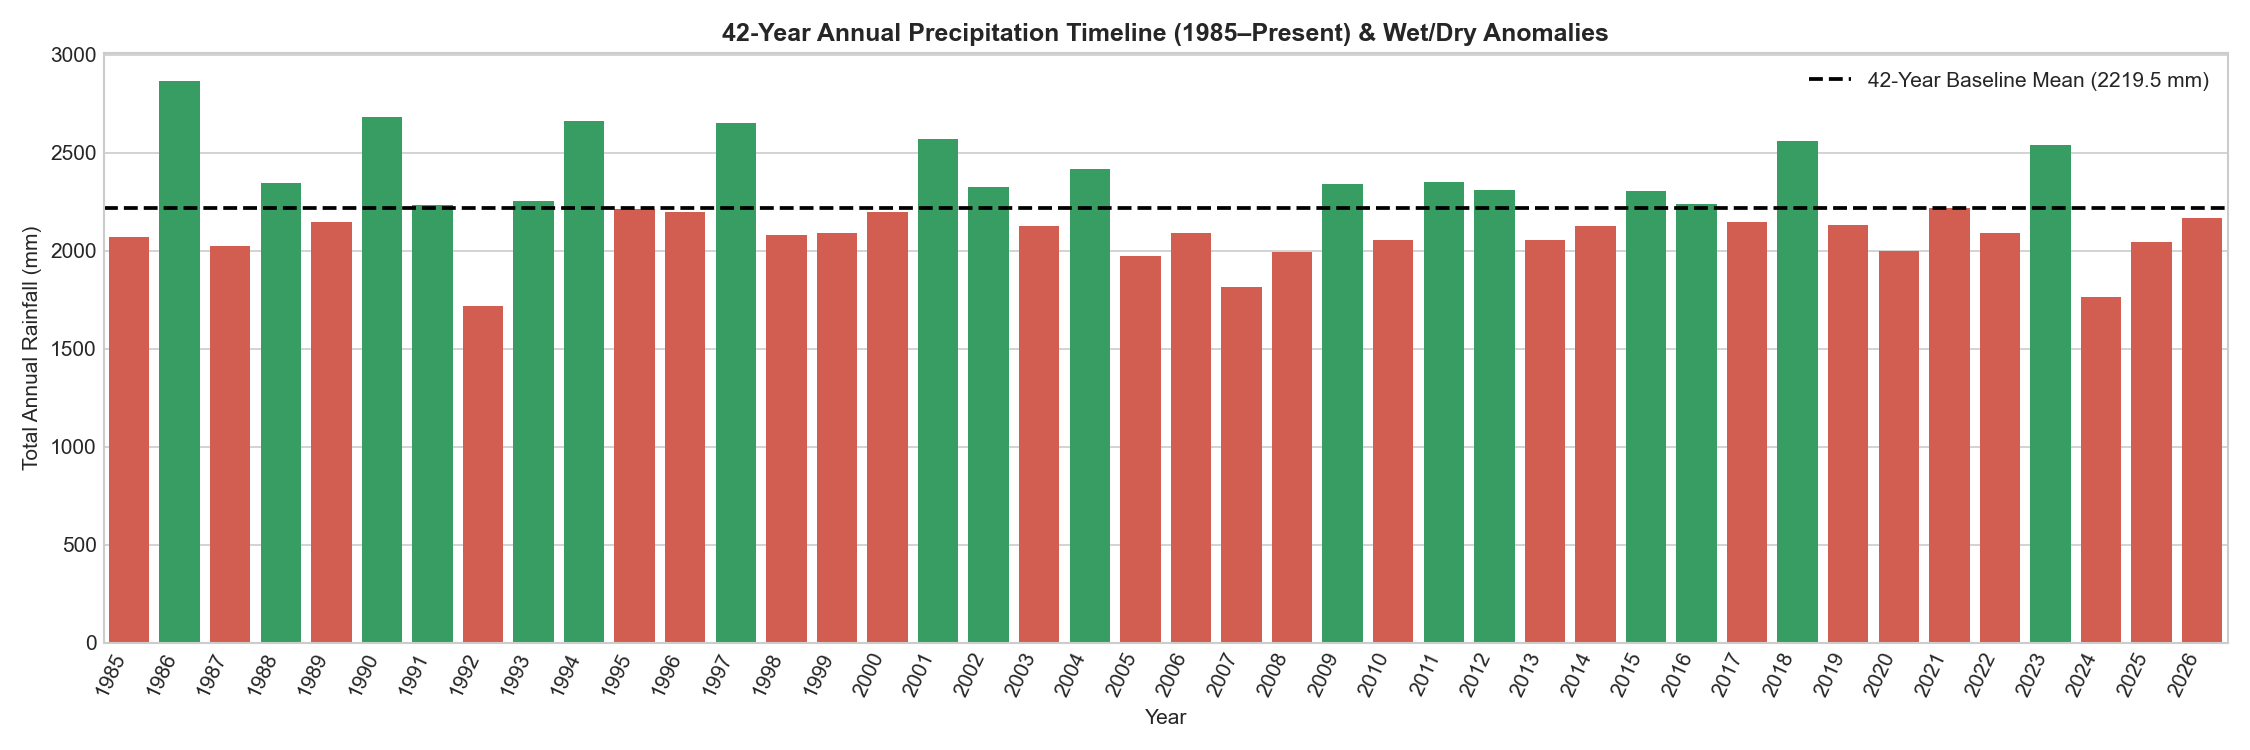 42-Year Annual Precipitation Timeline (1985–Present) & Wet/Dry Anomalies
42-Year Baseline Mean (2219.5 mm)
Total Annual Rainfall (mm)
3000
2500
2000
1500
1000
500
0
1985 1986 1987 1988 1989 1990 1991 1992 1993 1994 1995 1996 1997 1998 1999 2000 2001 2002 2003 2004 2005 2006 2007 2008 2009 2010 2011 2012 2013 2014 2015 2016 2017 2018 2019 2020 2021 2022 2023 2024 2025 2026
Year